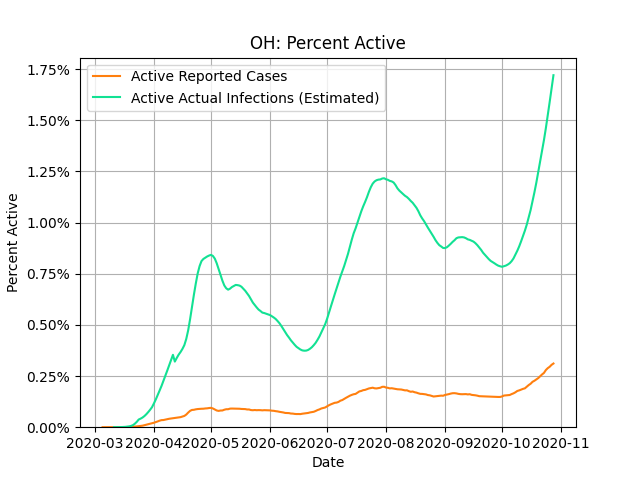 OH: Percent Active
Active Reported Cases
Active Actual Infections (Estimated)
Percent Active
1.75%
1.50%
1.25%
1.00%
0.75%
0.50%
0.25%
0.00%
2020-03 2020-04 2020-05 2020-06 2020-07 2020-08 2020-09 2020-10 2020-11
Date